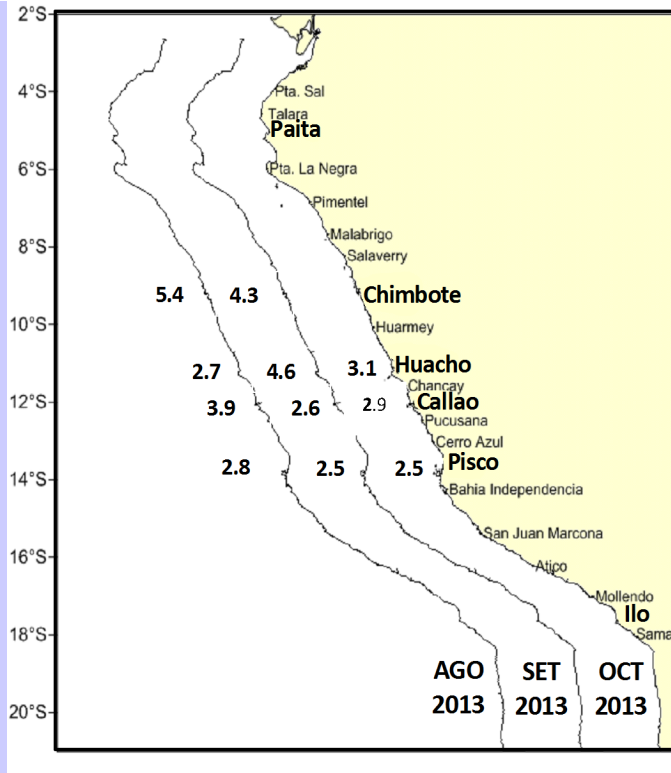 2°S
4°S
Pta. Sal
Talara
Paita
6°S
Pta. La Negra
Pimentel
Malabrigo
8°S
Salaverry
5.4 4.3 Chimbote
10°S
Huarmey
2.7 4.6 3.1 Huacho
Chancay
12°S
3.9 2.6 2.9 Callao
Pucusana
Cerro Azul
2.8 2.5 2.5 Pisco
14°S
Bahia Independencia
San Juan Marcona
16°S
Atico
Mollendo
Ilo
18°S
Sama
AGO SET OCT
2013 2013 2013
20°S